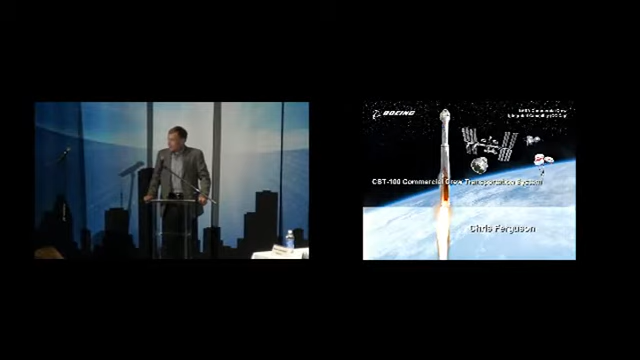 BOEING
CST-100 Commercial Crew Transportation System
Chris Ferguson